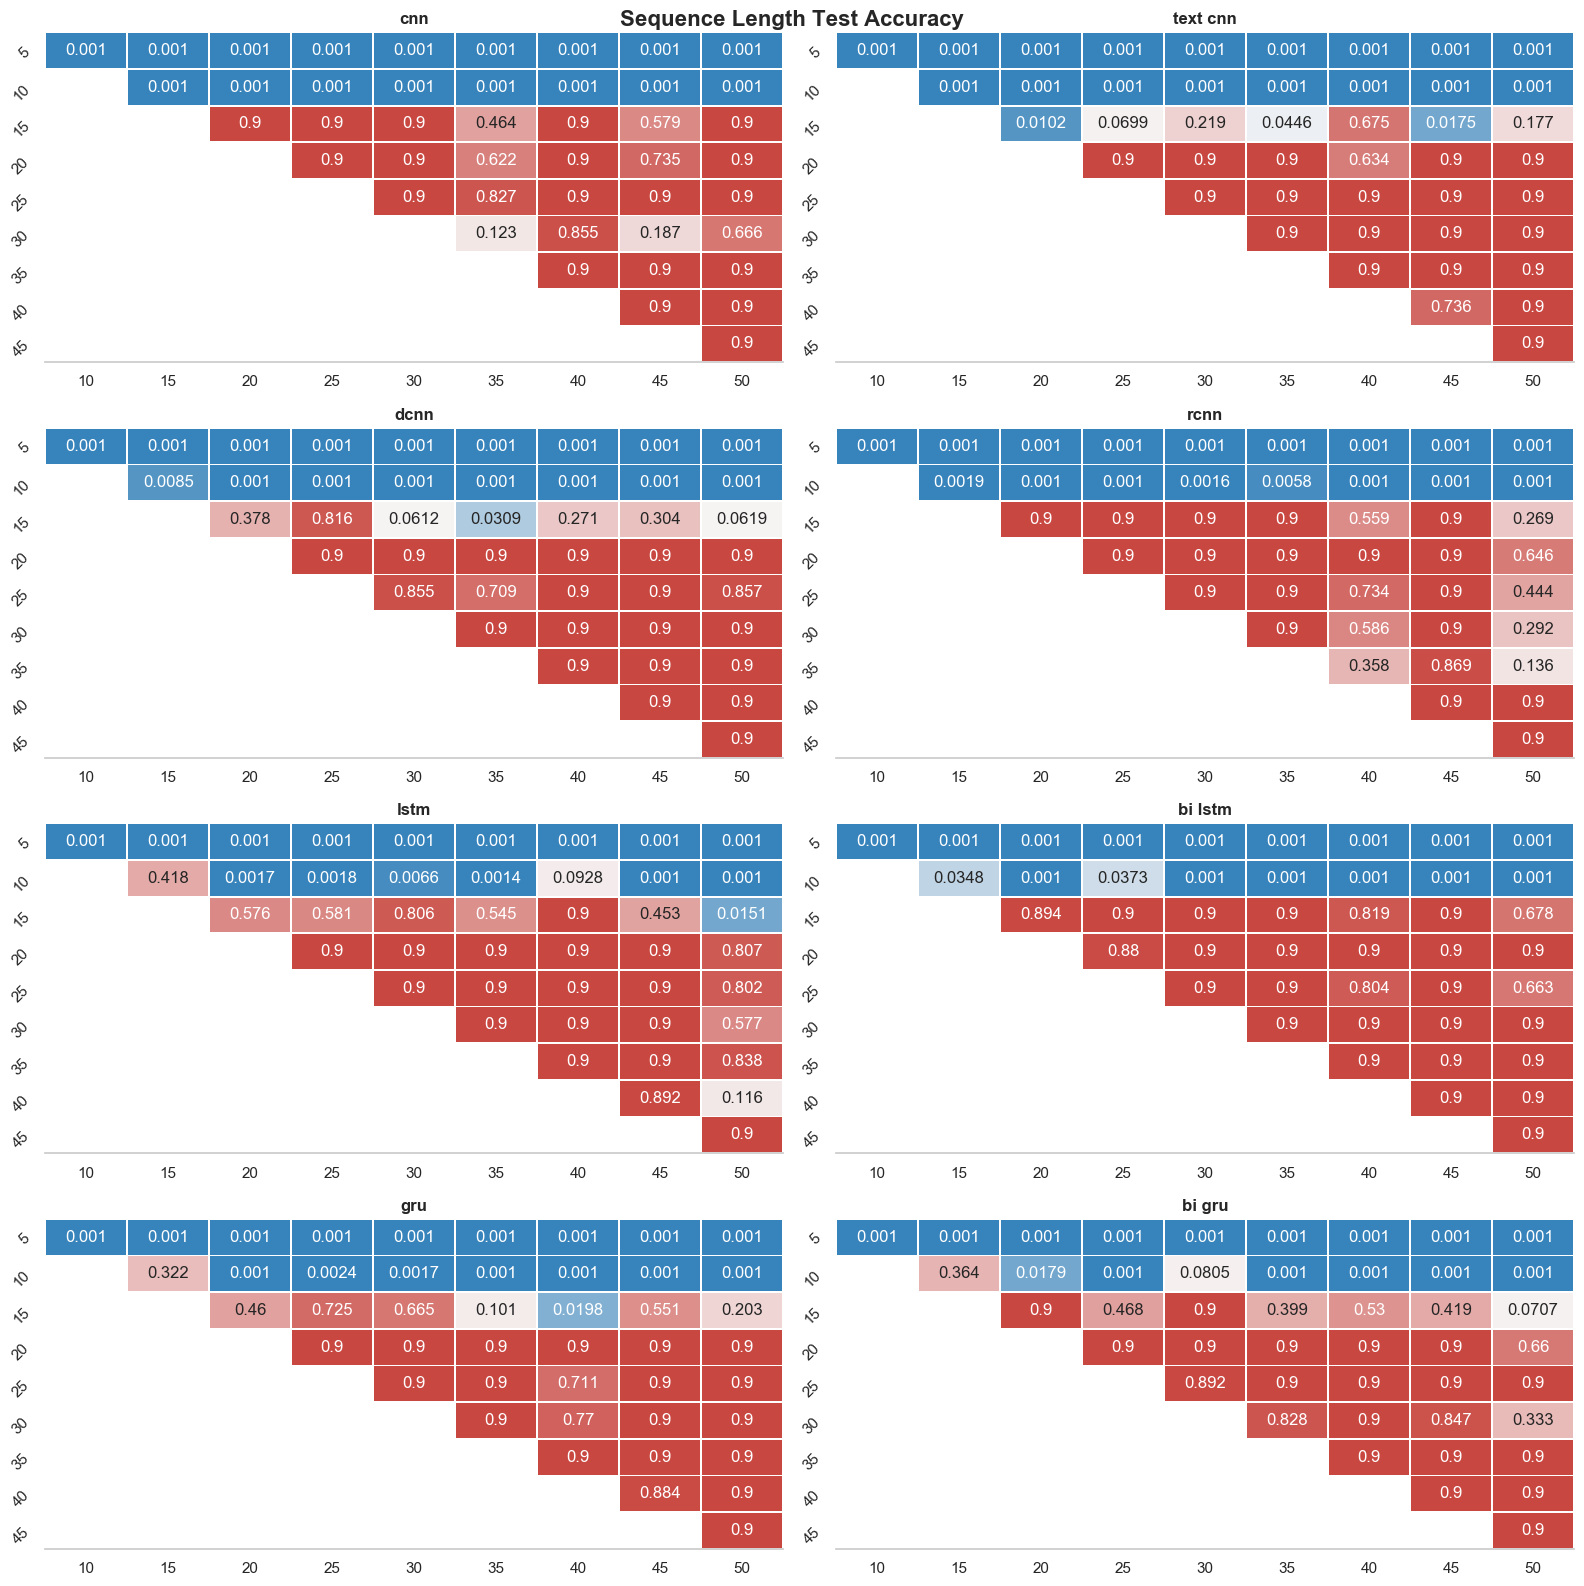 Sequence Length Test Accuracy
cnn
5 0.001 0.001 0.001 0.001 0.001 0.001 0.001 0.001 0.001
10 0.001 0.001 0.001 0.001 0.001 0.001 0.001 0.001
15 0.9 0.9 0.9 0.464 0.9 0.579 0.9
20 0.9 0.9 0.622 0.9 0.735 0.9
25 0.9 0.827 0.9 0.9 0.9
30 0.123 0.855 0.187 0.666
35 0.9 0.9 0.9
40 0.9 0.9
45 0.9
10 15 20 25 30 35 40 45 50
text cnn
5 0.001 0.001 0.001 0.001 0.001 0.001 0.001 0.001 0.001
10 0.001 0.001 0.001 0.001 0.001 0.001 0.001 0.001
15 0.0102 0.0699 0.219 0.0446 0.675 0.0175 0.177
20 0.9 0.9 0.9 0.634 0.9 0.9
25 0.9 0.9 0.9 0.9 0.9
30 0.9 0.9 0.9 0.9
35 0.9 0.9 0.9
40 0.736 0.9
45 0.9
10 15 20 25 30 35 40 45 50
dcnn
5 0.001 0.001 0.001 0.001 0.001 0.001 0.001 0.001 0.001
10 0.0085 0.001 0.001 0.001 0.001 0.001 0.001 0.001
15 0.378 0.816 0.0612 0.0309 0.271 0.304 0.0619
20 0.9 0.9 0.9 0.9 0.9 0.9
25 0.855 0.709 0.9 0.9 0.857
30 0.9 0.9 0.9 0.9
35 0.9 0.9 0.9
40 0.9 0.9
45 0.9
10 15 20 25 30 35 40 45 50
rcnn
5 0.001 0.001 0.001 0.001 0.001 0.001 0.001 0.001 0.001
10 0.0019 0.001 0.001 0.0016 0.0058 0.001 0.001 0.001
15 0.9 0.9 0.9 0.9 0.559 0.9 0.269
20 0.9 0.9 0.9 0.9 0.9 0.646
25 0.9 0.9 0.734 0.9 0.444
30 0.9 0.586 0.9 0.292
35 0.358 0.869 0.136
40 0.9 0.9
45 0.9
10 15 20 25 30 35 40 45 50
lstm
5 0.001 0.001 0.001 0.001 0.001 0.001 0.001 0.001 0.001
10 0.418 0.0017 0.0018 0.0066 0.0014 0.0928 0.001 0.001
15 0.576 0.581 0.806 0.545 0.9 0.453 0.0151
20 0.9 0.9 0.9 0.9 0.9 0.807
25 0.9 0.9 0.9 0.9 0.802
30 0.9 0.9 0.9 0.577
35 0.9 0.9 0.838
40 0.892 0.116
45 0.9
10 15 20 25 30 35 40 45 50
bi lstm
5 0.001 0.001 0.001 0.001 0.001 0.001 0.001 0.001 0.001
10 0.0348 0.001 0.0373 0.001 0.001 0.001 0.001 0.001
15 0.894 0.9 0.9 0.9 0.819 0.9 0.678
20 0.88 0.9 0.9 0.9 0.9 0.9
25 0.9 0.9 0.804 0.9 0.663
30 0.9 0.9 0.9 0.9
35 0.9 0.9 0.9
40 0.9 0.9
45 0.9
10 15 20 25 30 35 40 45 50
gru
5 0.001 0.001 0.001 0.001 0.001 0.001 0.001 0.001 0.001
10 0.322 0.001 0.0024 0.0017 0.001 0.001 0.001 0.001
15 0.46 0.725 0.665 0.101 0.0198 0.551 0.203
20 0.9 0.9 0.9 0.9 0.9 0.9
25 0.9 0.9 0.711 0.9 0.9
30 0.9 0.77 0.9 0.9
35 0.9 0.9 0.9
40 0.884 0.9
45 0.9
10 15 20 25 30 35 40 45 50
bi gru
5 0.001 0.001 0.001 0.001 0.001 0.001 0.001 0.001 0.001
10 0.364 0.0179 0.001 0.0805 0.001 0.001 0.001 0.001
15 0.9 0.468 0.9 0.399 0.53 0.419 0.0707
20 0.9 0.9 0.9 0.9 0.9 0.66
25 0.892 0.9 0.9 0.9 0.9
30 0.828 0.9 0.847 0.333
35 0.9 0.9 0.9
40 0.9 0.9
45 0.9
10 15 20 25 30 35 40 45 50